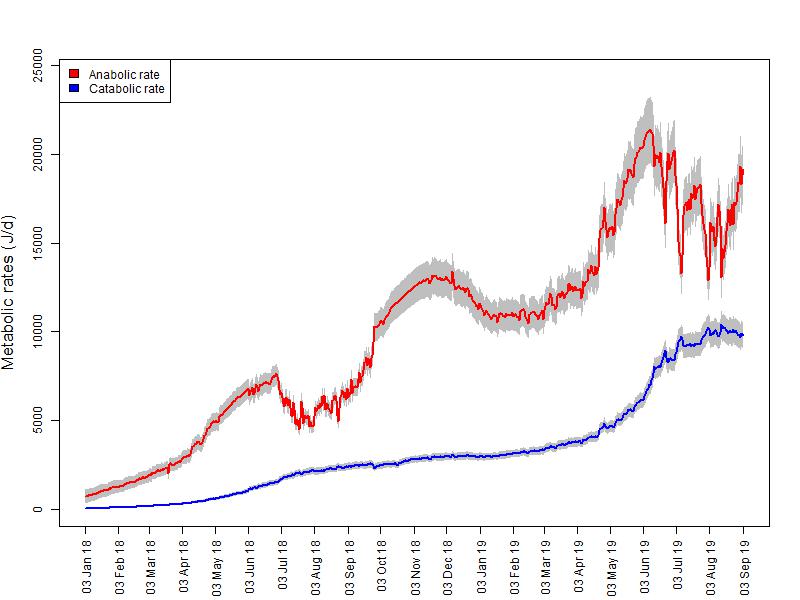 Anabolic rate
Catabolic rate
Metabolic rates (J/d)
25000
20000
15000
10000
5000
0
03 Jan 18
03 Feb 18
03 Mar 18
03 Apr 18
03 May 18
03 Jun 18
03 Jul 18
03 Aug 18
03 Sep 18
03 Oct 18
03 Nov 18
03 Dec 18
03 Jan 19
03 Feb 19
03 Mar 19
03 Apr 19
03 May 19
03 Jun 19
03 Jul 19
03 Aug 19
03 Sep 19